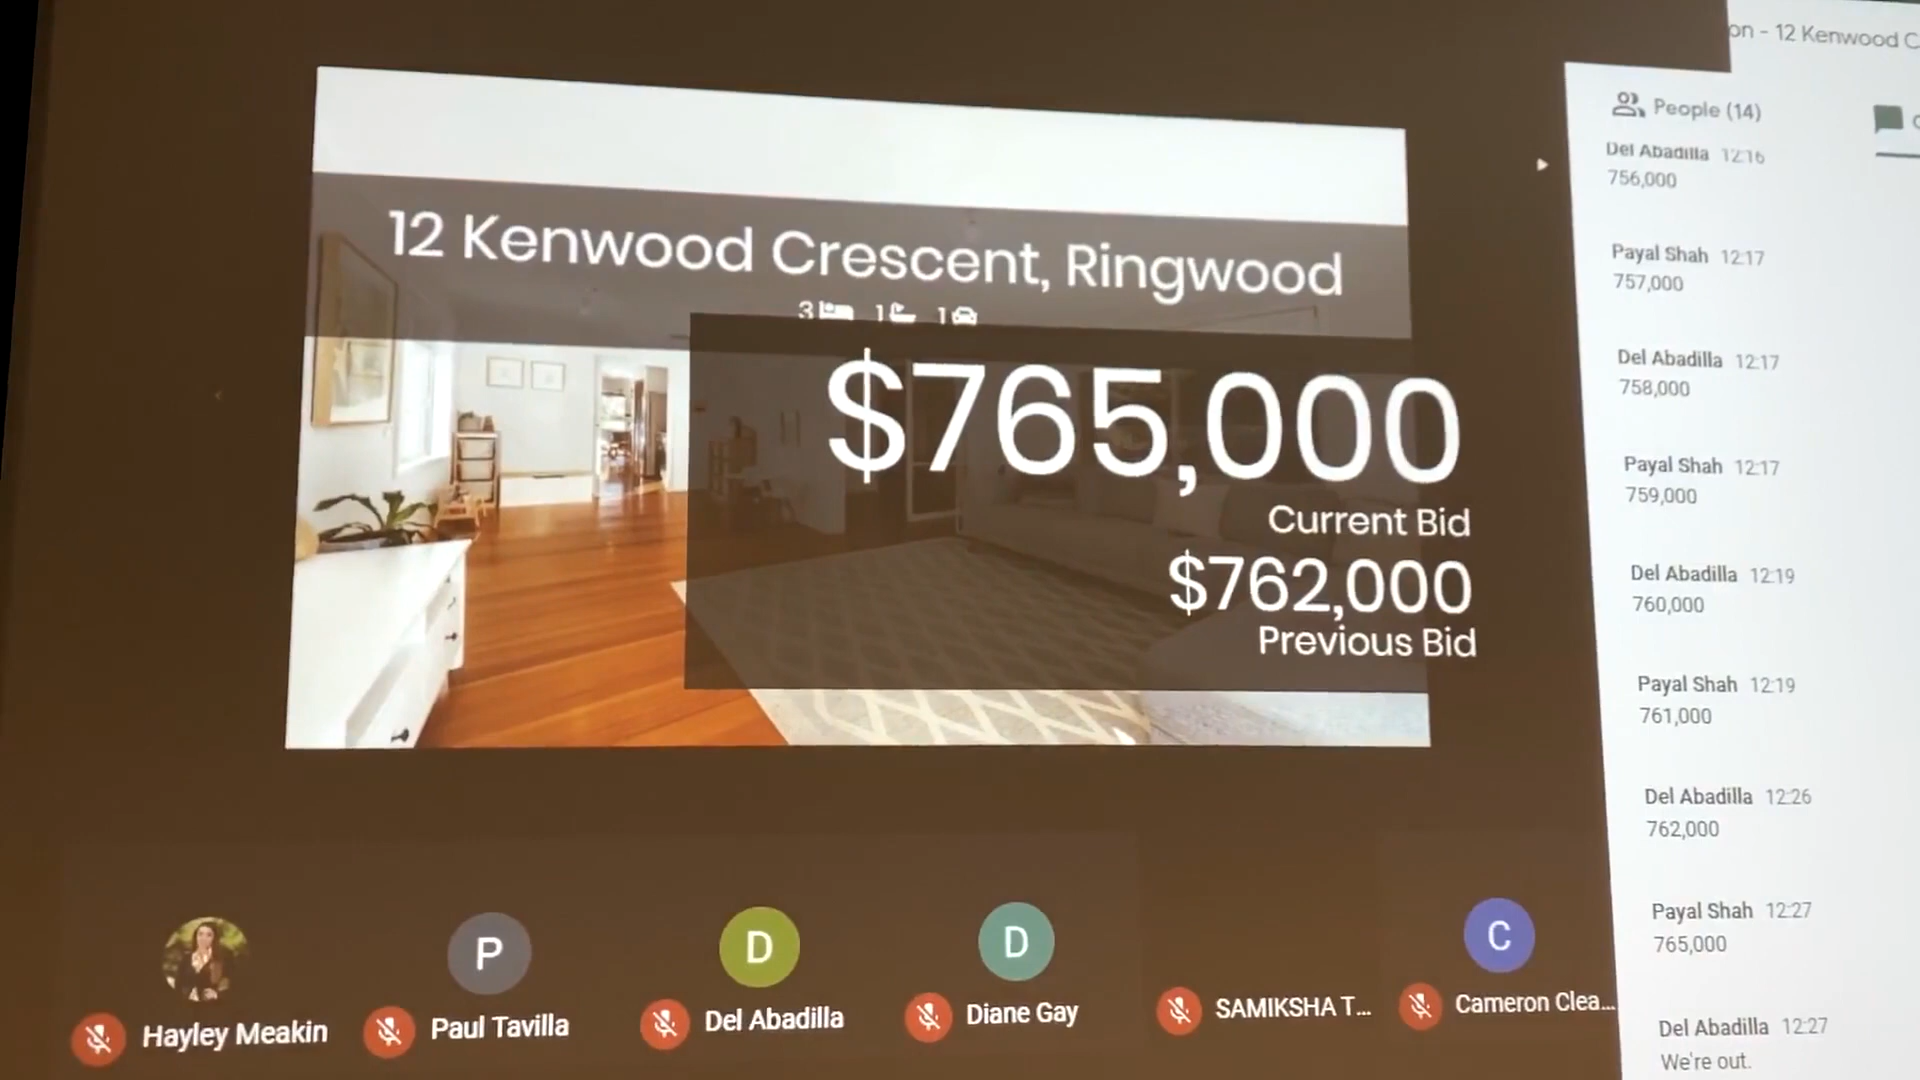 on - 12 Kenwood C
People (14)
12 Kenwood Crescent, Ringwood
3 1 1
$765,000
Current Bid
$762,000
Previous Bid
Del Abadilla 12:16
756,000
Payal Shah 12:17
757,000
Del Abadilla 12:17
758,000
Payal Shah 12:17
759,000
Del Abadilla 12:19
760,000
Payal Shah 12:19
761,000
Del Abadilla 12:26
762,000
Payal Shah 12:27
765,000
Del Abadilla 12:27
We're out.
Hayley Meakin
P
Paul Tavilla
D
Del Abadilla
D
Diane Gay
SAMIKSHA T...
C
Cameron Clea...